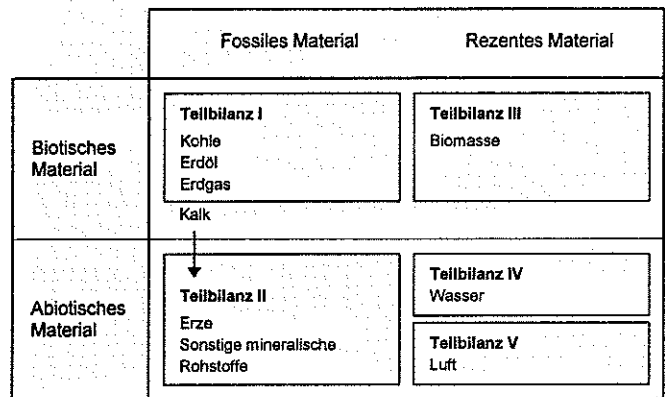 Fossiles Material
Rezentes Material
Biotisches
Material
Teilbilanz I
Kohle
Erdöl
Erdgas
Kalk
Teilbilanz III
Biomasse
Abiotisches
Material
Teilbilanz II
Erze
Sonstige mineralische
Rohstoffe
Teilbilanz IV
Wasser
Teilbilanz V
Luft